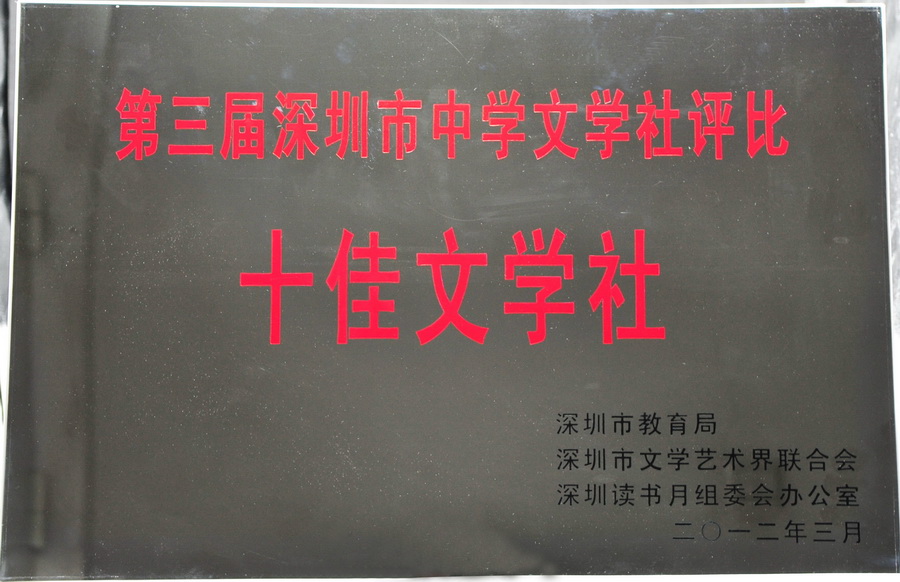 第三届深圳市中学文学社评比
十佳文学社
深圳市教育局
深圳市文学艺术界联合会
深圳读书月组委会办公室
二〇一二年三月